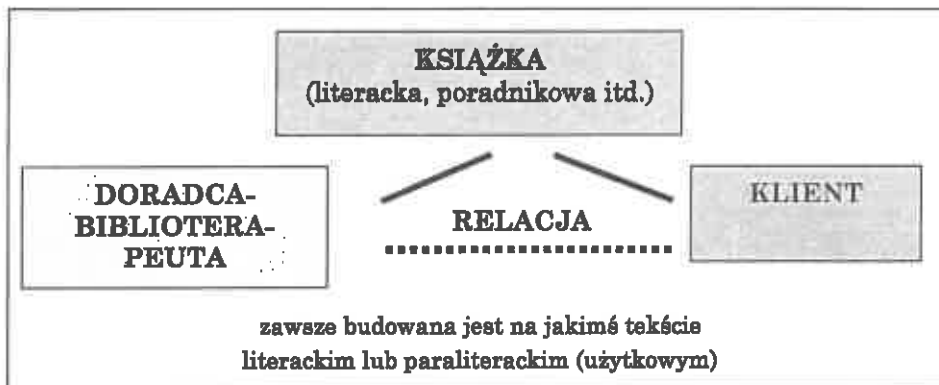 KSIĄŻKA
(literacka, poradnikowa itd.)
DORADCA-
BIBLIOTERA-
PEUTA
RELACJA
KLIENT
zawsze budowana jest na jakimś tekście
literackim lub paraliterackim (użytkowym)